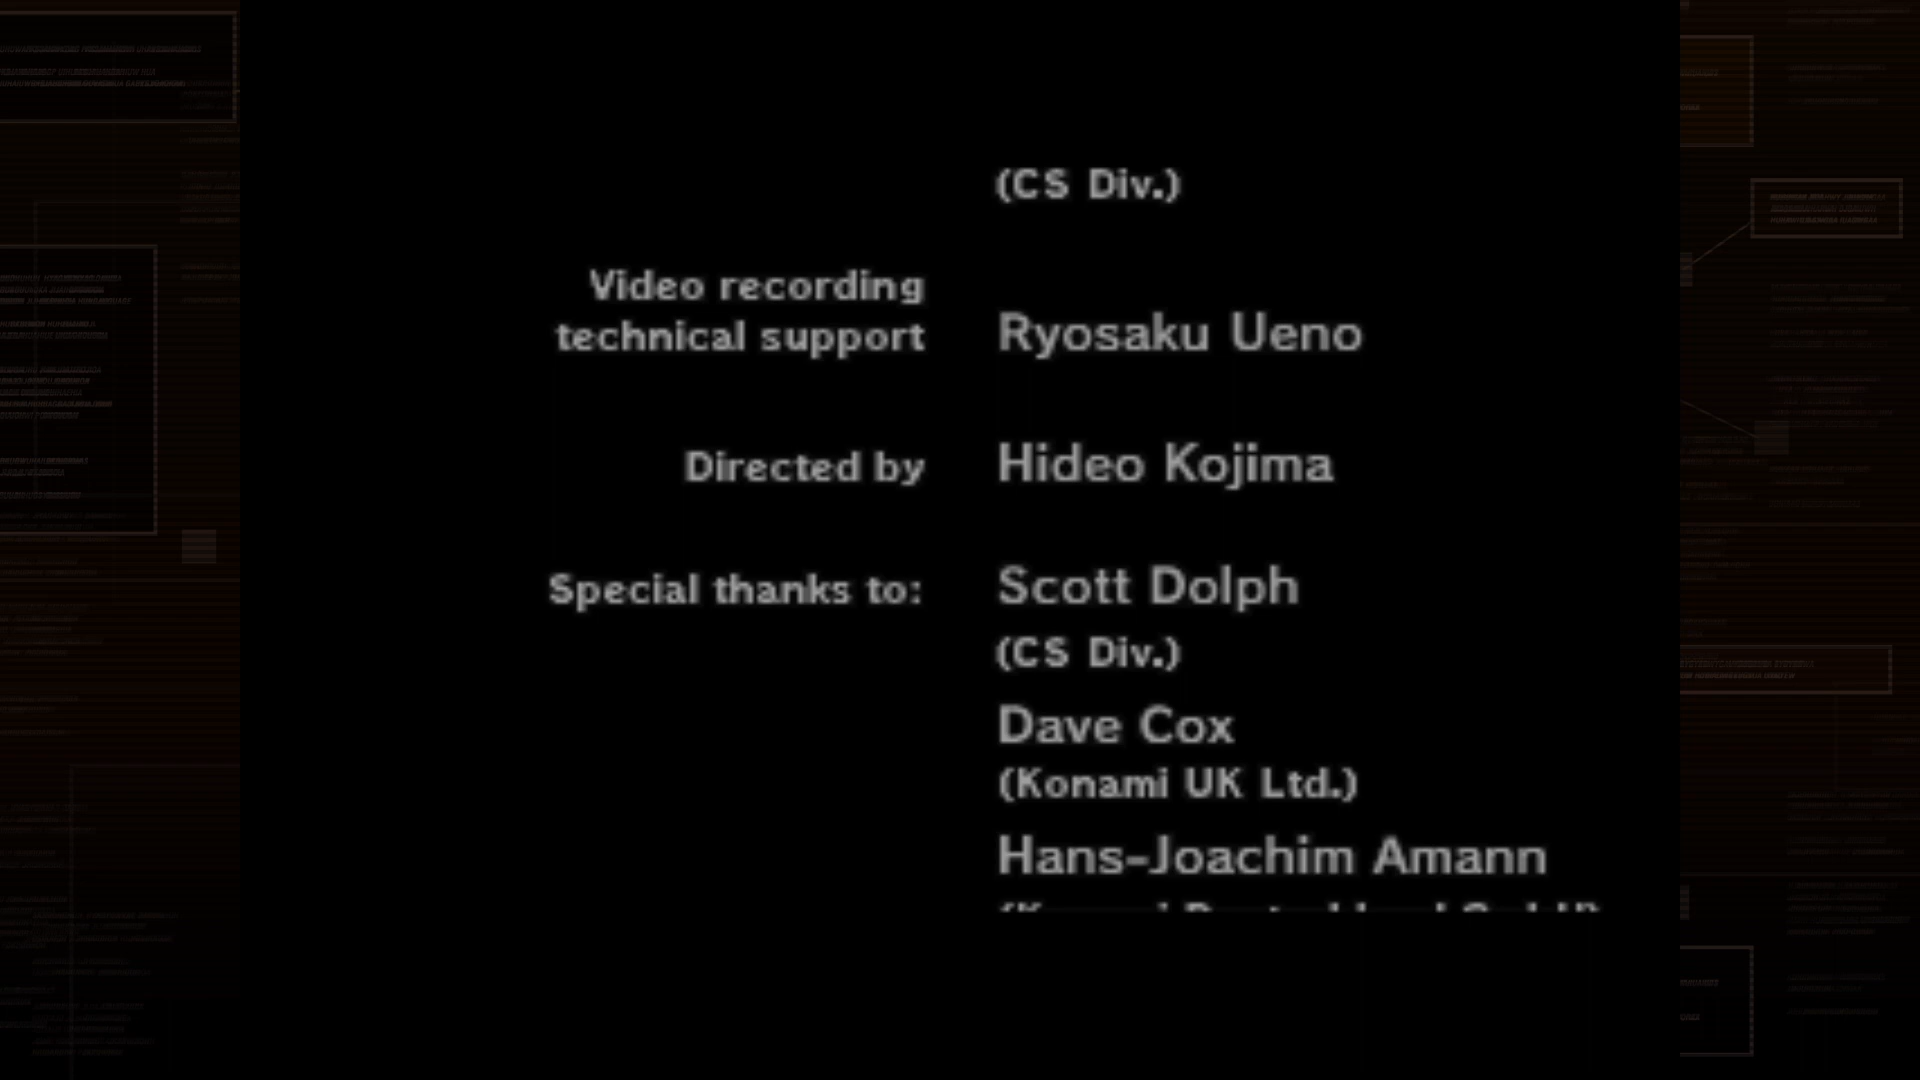 (CS Div.)
Video recording
technical support
Ryosaku Ueno
Directed by
Hideo Kojima
Special thanks to:
Scott Dolph
(CS Div.)
Dave Cox
(Konami UK Ltd.)
Hans-Joachim Amann